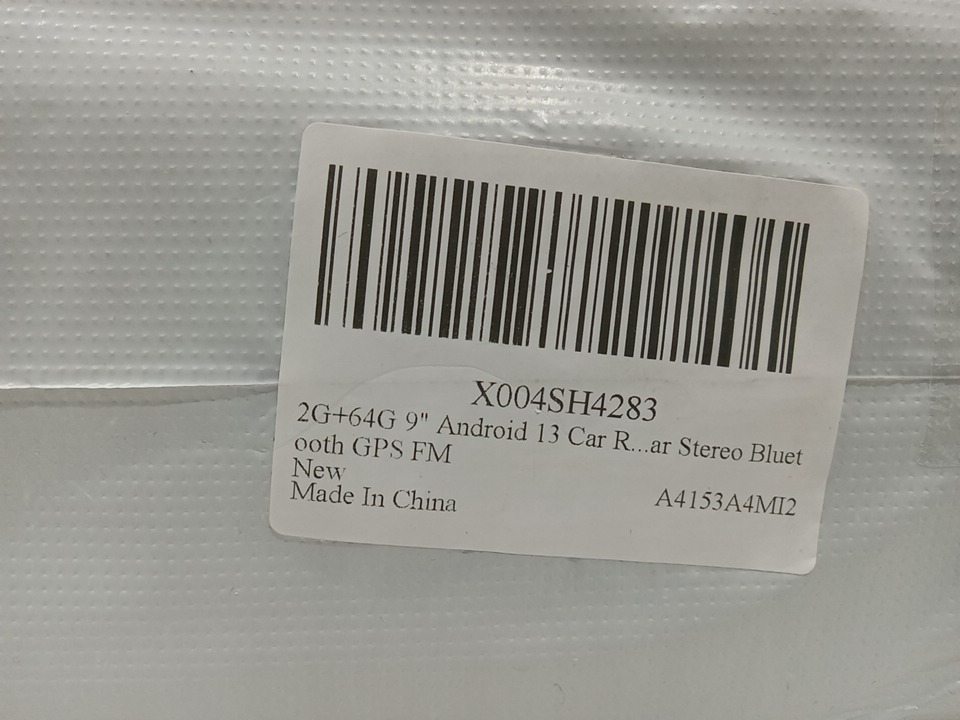 X004SH4283
2G+64G 9" Android 13 Car R...ar Stereo Bluet
ooth GPS FM
New
Made In China
A4153A4MI2